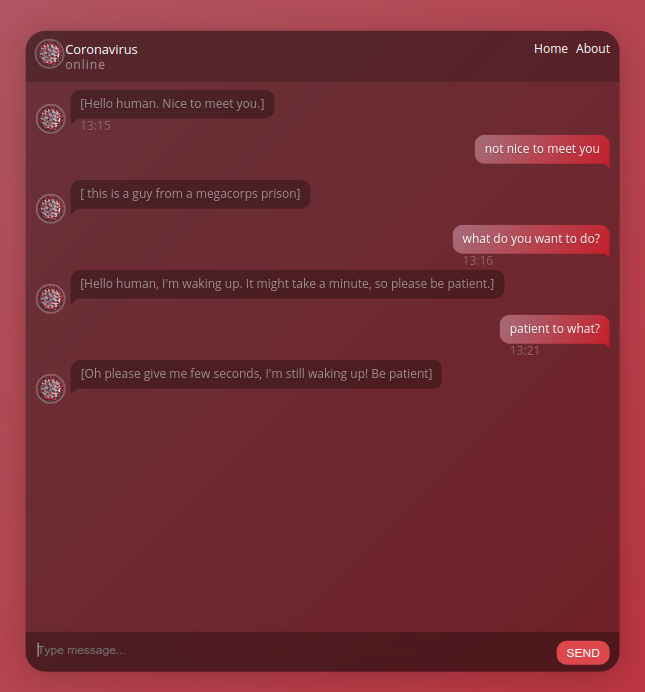 Coronavirus
online
Home About
[Hello human. Nice to meet you.]
13:15
not nice to meet you
[ this is a guy from a megacorps prison]
what do you want to do?
13:16
[Hello human, I'm waking up. It might take a minute, so please be patient.]
patient to what?
13:21
[Oh please give me few seconds, I'm still waking up! Be patient]
Type message...
SEND